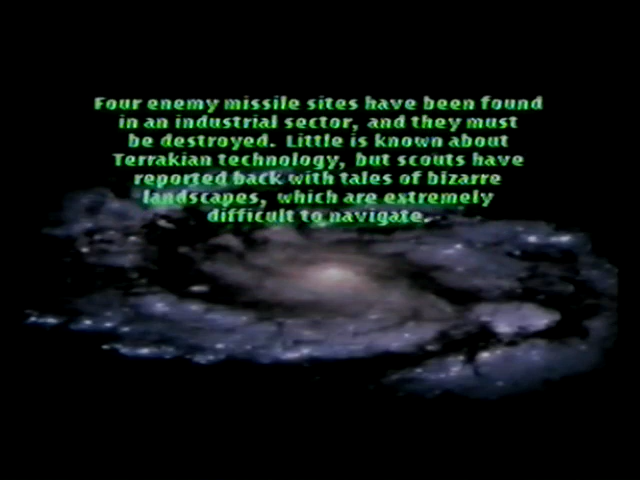 Four enemy missile sites have been found
in an industrial sector, and they must
be destroyed. Little is known about
Terrakian technology, but scouts have
reported back with tales of bizarre
landscapes, which are extremely
difficult to navigate.